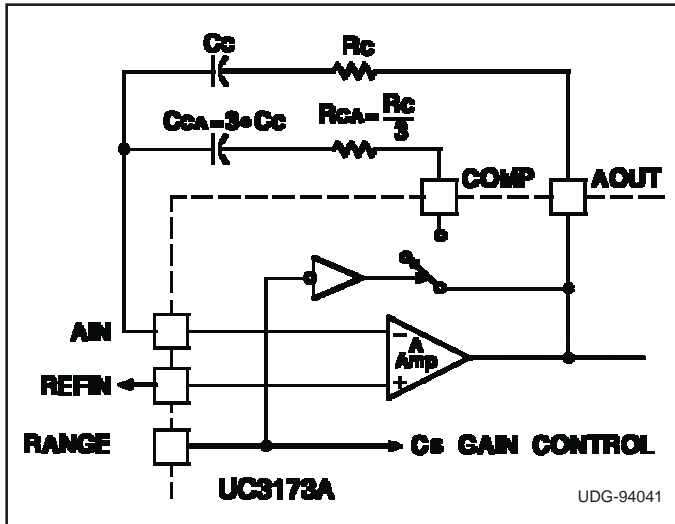 Cc
Rc
CCA=3•Cc
RCA=Rc/3
COMP
AOUT
AIN
−
A
Amp
+
REFIN
RANGE
Cs GAIN CONTROL
UC3173A
UDG-94041